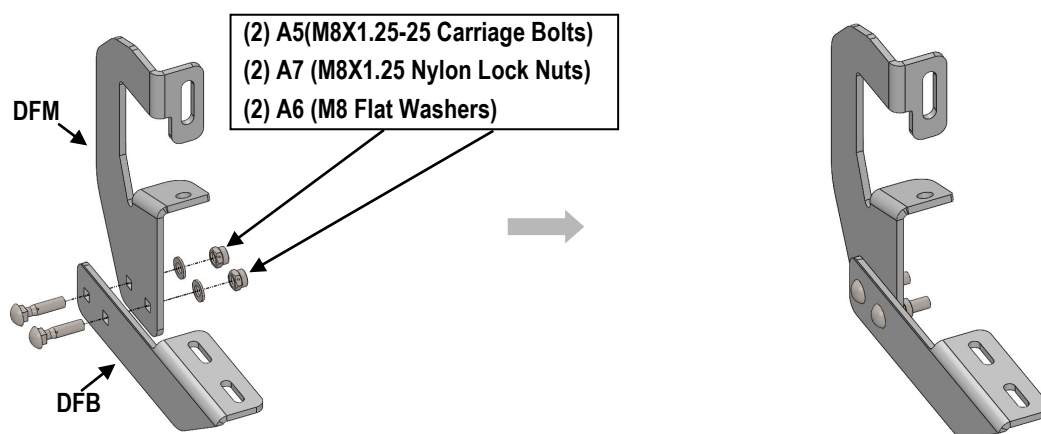 (2) A5(M8X1.25-25 Carriage Bolts)
(2) A7 (M8X1.25 Nylon Lock Nuts)
(2) A6 (M8 Flat Washers)
DFM
DFB